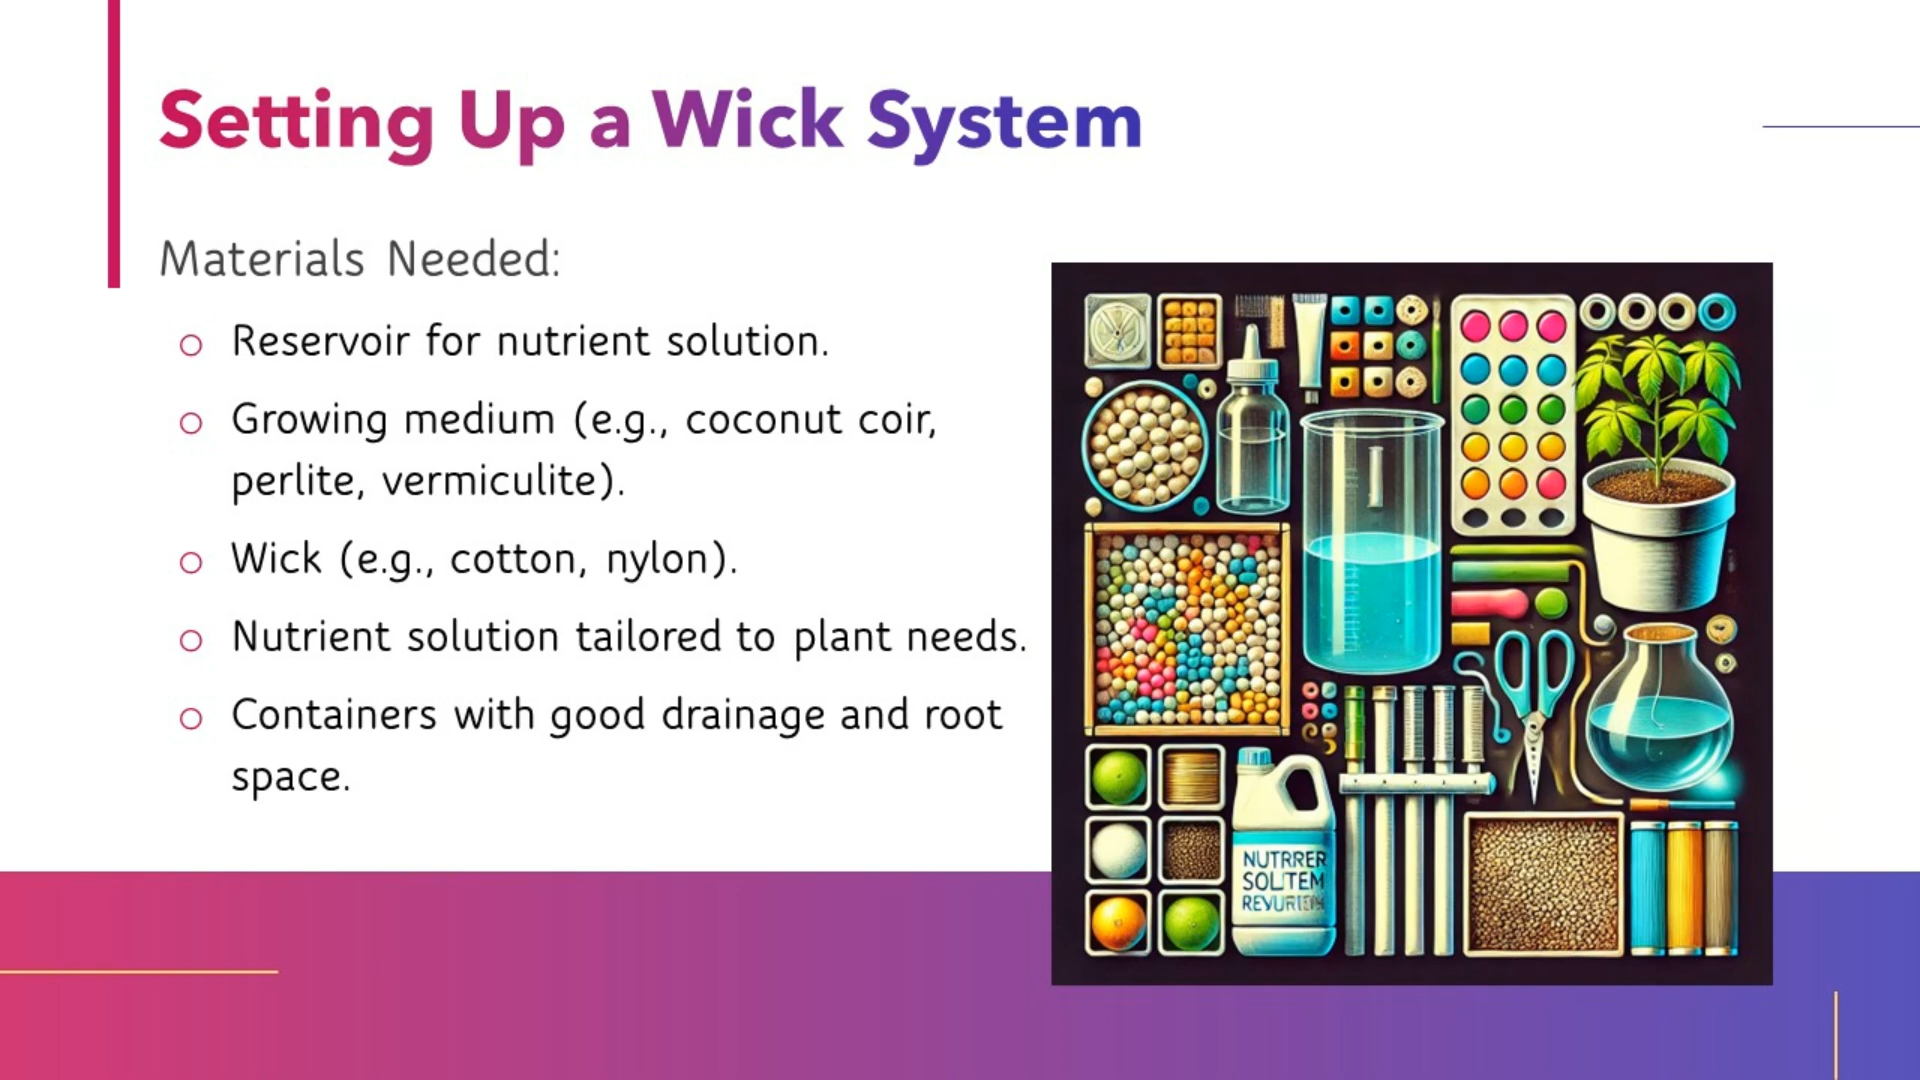 Setting Up a Wick System
Materials Needed:
Reservoir for nutrient solution.
Growing medium (e.g., coconut coir,
perlite, vermiculite).
Wick (e.g., cotton, nylon).
Nutrient solution tailored to plant needs.
Containers with good drainage and root
space.
NUTRRER
SOLUTEM